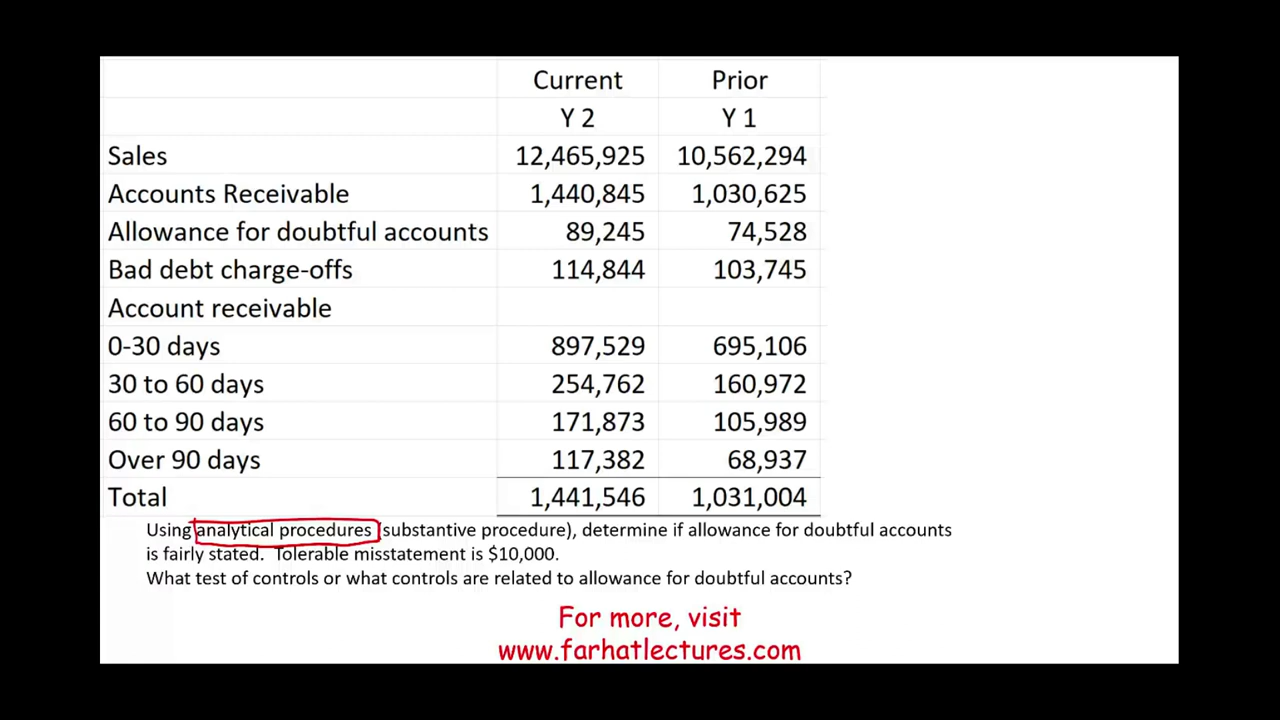 Current Prior
Y 2 Y 1
Sales 12,465,925 10,562,294
Accounts Receivable 1,440,845 1,030,625
Allowance for doubtful accounts 89,245 74,528
Bad debt charge-offs 114,844 103,745
Account receivable
0-30 days 897,529 695,106
30 to 60 days 254,762 160,972
60 to 90 days 171,873 105,989
Over 90 days 117,382 68,937
Total 1,441,546 1,031,004
Using analytical procedures (substantive procedure), determine if allowance for doubtful accounts
is fairly stated. Tolerable misstatement is $10,000.
What test of controls or what controls are related to allowance for doubtful accounts?
For more, visit
www.farhatlectures.com